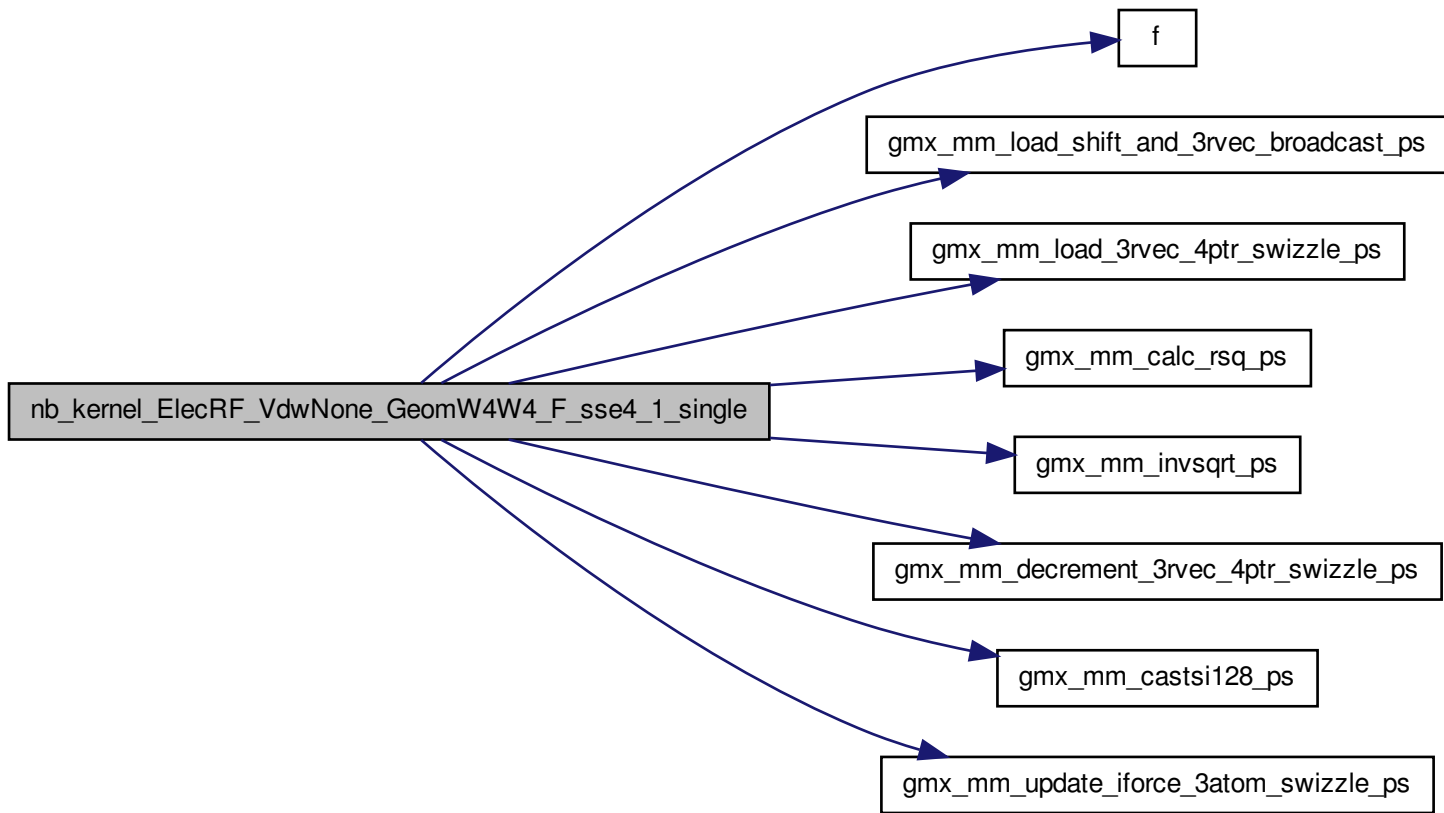 f
gmx_mm_load_shift_and_3rvec_broadcast_ps
gmx_mm_load_3rvec_4ptr_swizzle_ps
gmx_mm_calc_rsq_ps
nb_kernel_ElecRF_VdwNone_GeomW4W4_F_sse4_1_single
gmx_mm_invsqrt_ps
gmx_mm_decrement_3rvec_4ptr_swizzle_ps
gmx_mm_castsi128_ps
gmx_mm_update_iforce_3atom_swizzle_ps